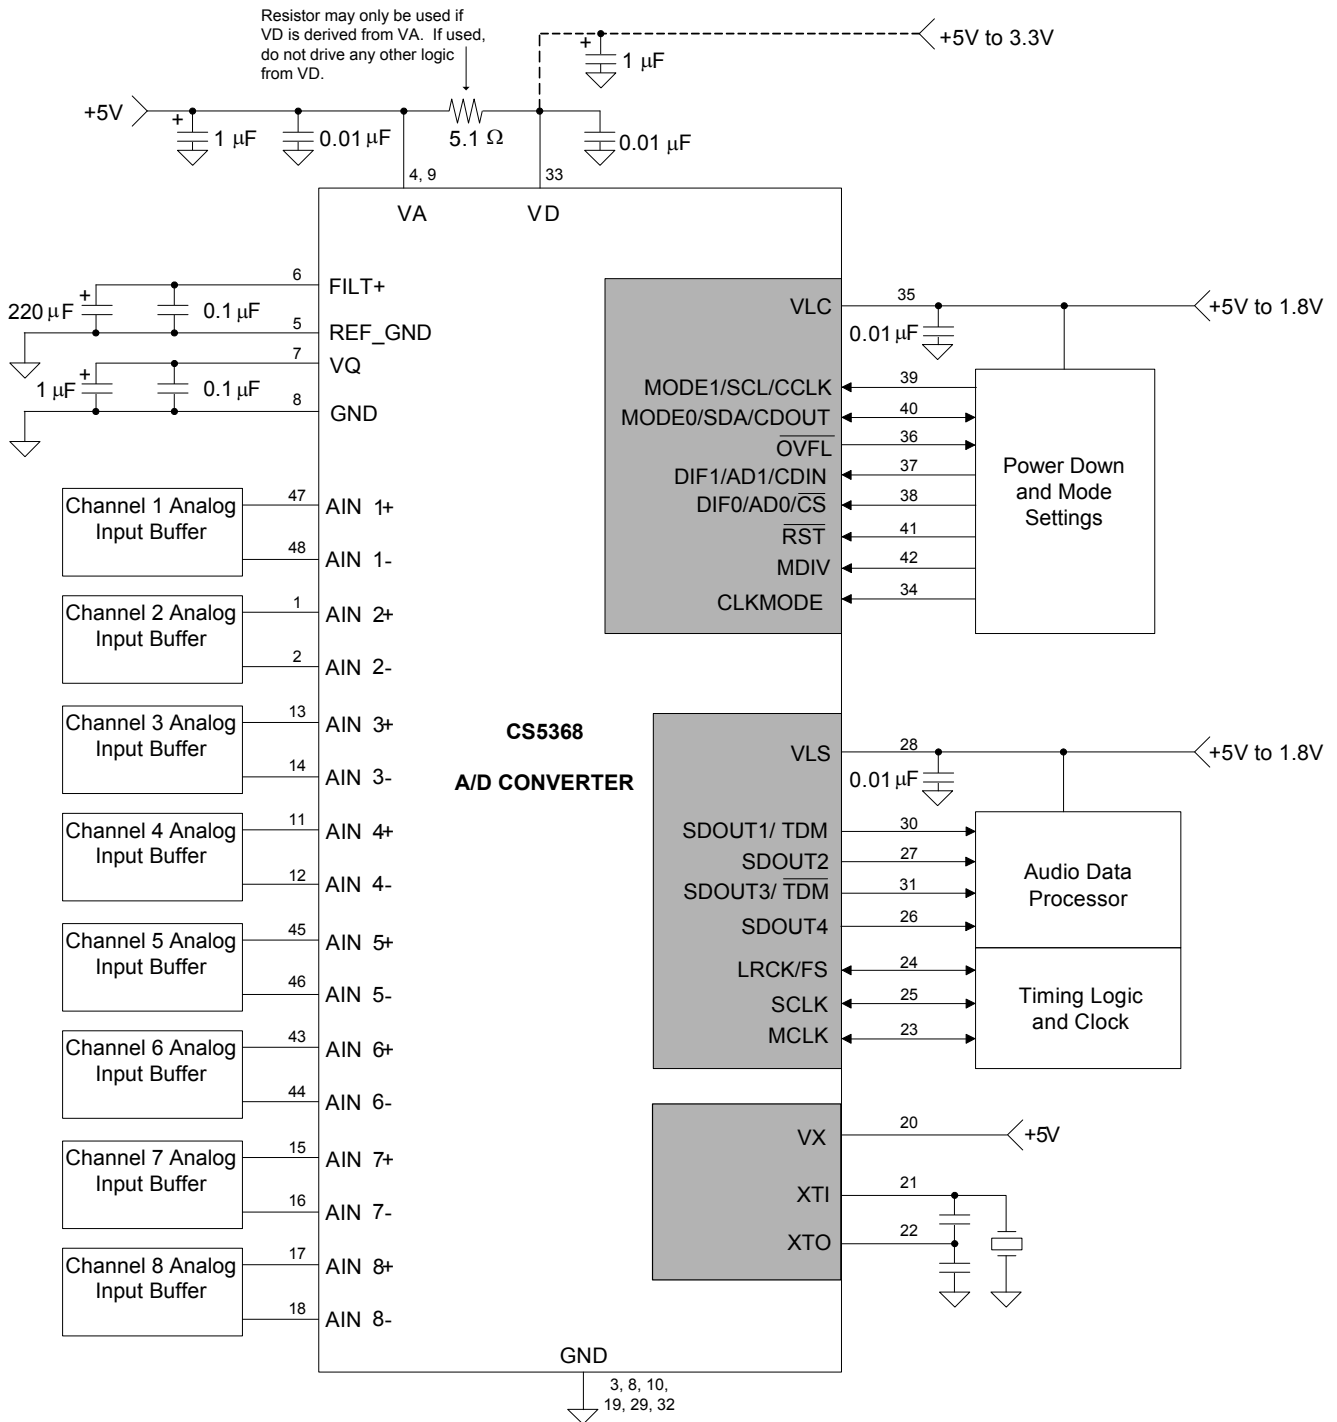 Resistor may only be used if
VD is derived from VA. If used,
do not drive any other logic
from VD.
+5V to 3.3V
+
1 µF
+5V
+
1 µF
0.01 µF
5.1 Ω
0.01 µF
4, 9
33
VA
VD
6
FILT+
220 µF
+
0.1 µF
5
REF_GND
7
VQ
1 µF
+
0.1 µF
8
GND
Channel 1 Analog
Input Buffer
47
AIN 1+
48
AIN 1-
Channel 2 Analog
Input Buffer
1
AIN 2+
2
AIN 2-
Channel 3 Analog
Input Buffer
13
AIN 3+
14
AIN 3-
Channel 4 Analog
Input Buffer
11
AIN 4+
12
AIN 4-
Channel 5 Analog
Input Buffer
45
AIN 5+
46
AIN 5-
Channel 6 Analog
Input Buffer
43
AIN 6+
44
AIN 6-
Channel 7 Analog
Input Buffer
15
AIN 7+
16
AIN 7-
Channel 8 Analog
Input Buffer
17
AIN 8+
18
AIN 8-
CS5368
A/D CONVERTER
VLC
35
0.01 µF
+5V to 1.8V
MODE1/SCL/CCLK
39
MODE0/SDA/CDOUT
40
OVFL
36
DIF1/AD1/CDIN
37
DIF0/AD0/CS
38
RST
41
MDIV
42
CLKMODE
34
Power Down
and Mode
Settings
VLS
28
0.01 µF
+5V to 1.8V
SDOUT1/ TDM
30
SDOUT2
27
SDOUT3/ TDM
31
SDOUT4
26
Audio Data
Processor
LRCK/FS
24
SCLK
25
MCLK
23
Timing Logic
and Clock
VX
20
+5V
XTI
21
XTO
22
GND
3, 8, 10,
19, 29, 32